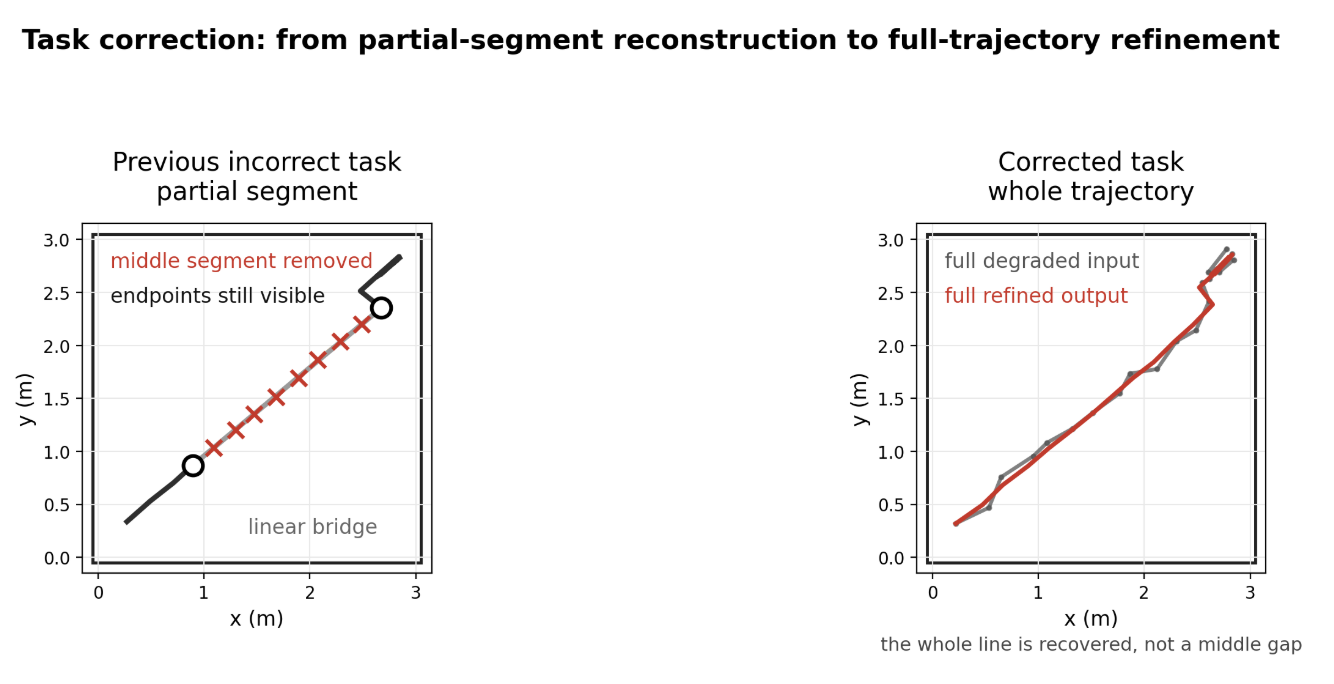 Task correction: from partial-segment reconstruction to full-trajectory refinement
Previous incorrect task
partial segment
middle segment removed
endpoints still visible
linear bridge
y (m)
3.0
2.5
2.0
1.5
1.0
0.5
0.0
0 1 2 3
x (m)
Corrected task
whole trajectory
full degraded input
full refined output
y (m)
3.0
2.5
2.0
1.5
1.0
0.5
0.0
0 1 2 3
x (m)
the whole line is recovered, not a middle gap